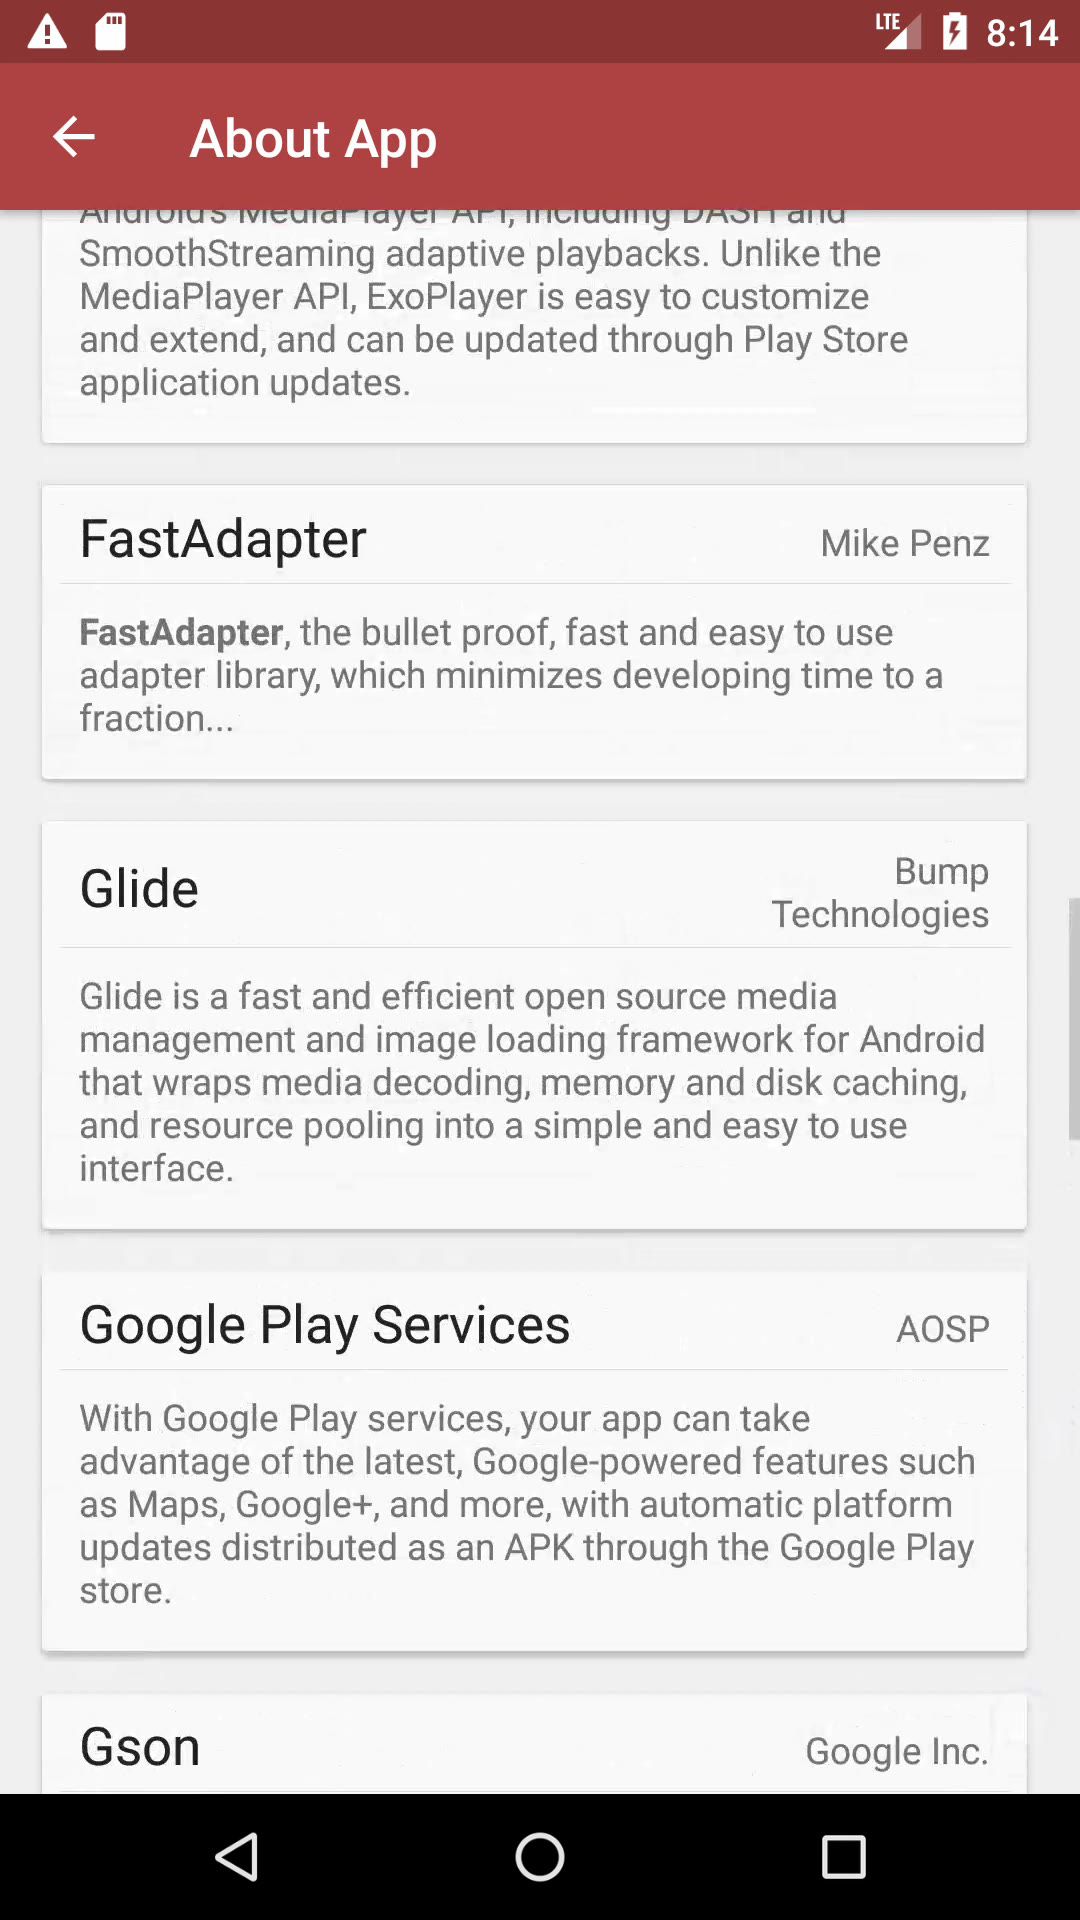 LTE 8:14
About App
Android's MediaPlayer API, including DASH and
SmoothStreaming adaptive playbacks. Unlike the
MediaPlayer API, ExoPlayer is easy to customize
and extend, and can be updated through Play Store
application updates.
FastAdapter Mike Penz
FastAdapter, the bullet proof, fast and easy to use
adapter library, which minimizes developing time to a
fraction...
Glide Bump
Technologies
Glide is a fast and efficient open source media
management and image loading framework for Android
that wraps media decoding, memory and disk caching,
and resource pooling into a simple and easy to use
interface.
Google Play Services AOSP
With Google Play services, your app can take
advantage of the latest, Google-powered features such
as Maps, Google+, and more, with automatic platform
updates distributed as an APK through the Google Play
store.
Gson Google Inc.